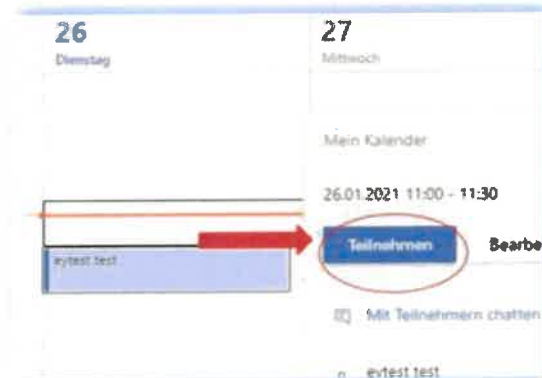 26
Dienstag
27
Mittwoch
Mein Kalender
26.01.2021 11:00 - 11:30
Teilnehmen
Bearbe
Mit Teilnehmern chatten
eytest test
eytest test